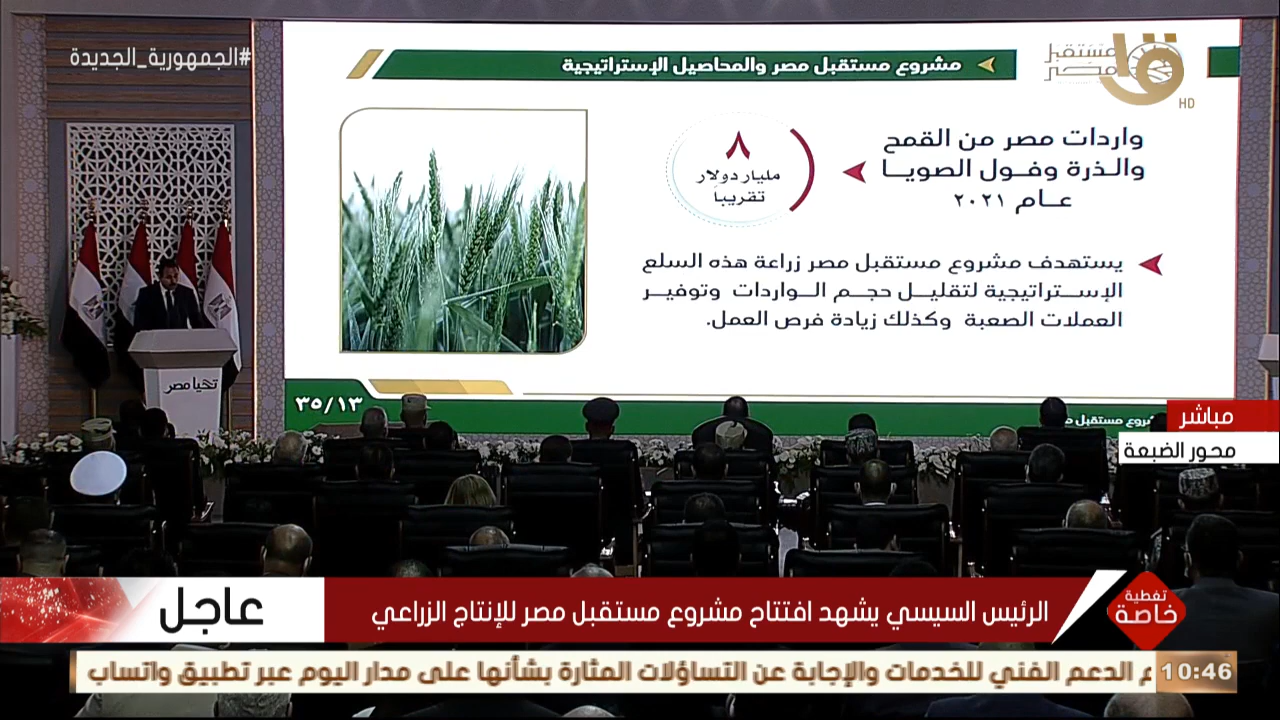 #الجمهورية_الجديدة
مشروع مستقبل مصر والمحاصيل الإستراتيجية
مستقبل
مصر
HD
واردات مصر من القمح
والذرة وفول الصويا
عام ٢٠٢١
٨
مليار دولار
تقريباً
يستهدف مشروع مستقبل مصر زراعة هذه السلع
الإستراتيجية لتقليل حجم الواردات وتوفير
العملات الصعبة وكذلك زيادة فرص العمل.
تحيا مصر
٣٥/١٣
مشروع مستقبل
مباشر
محور الضبعة
تغطية
خاصة
الرئيس السيسي يشهد افتتاح مشروع مستقبل مصر للإنتاج الزراعي
عاجل
10:46
م الدعم الفني للخدمات والإجابة عن التساؤلات المثارة بشأنها على مدار اليوم عبر تطبيق واتساب